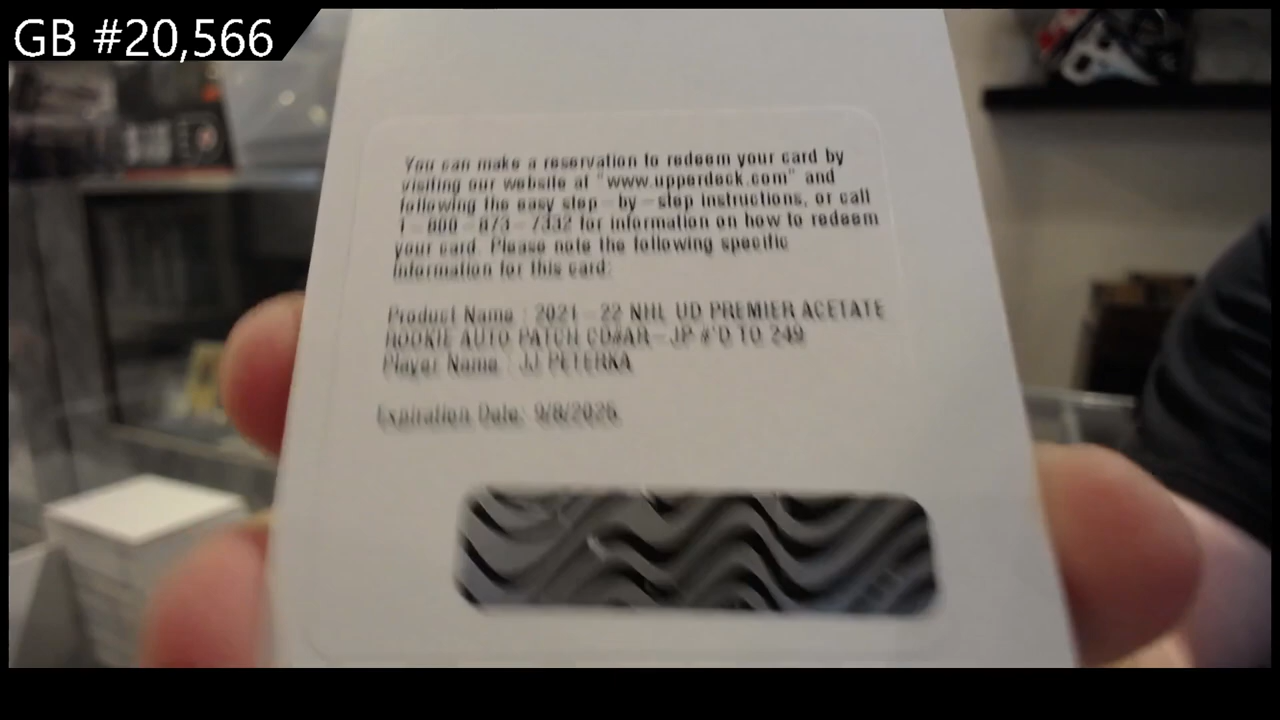 GB #20,566
You can make a reservation to redeem your card by
visiting our website at "www.upperdeck.com" and
following the easy step - by - step instructions, or call
1 - 800 - 873 - 7332 for information on how to redeem
your card. Please note the following specific
information for this card:
Product Name : 2021 - 22 NHL UD PREMIER ACETATE
ROOKIE AUTO PATCH CD#AR - JP #'D TO 249
Player Name : JJ PETERKA
Expiration Date: 9/8/2025